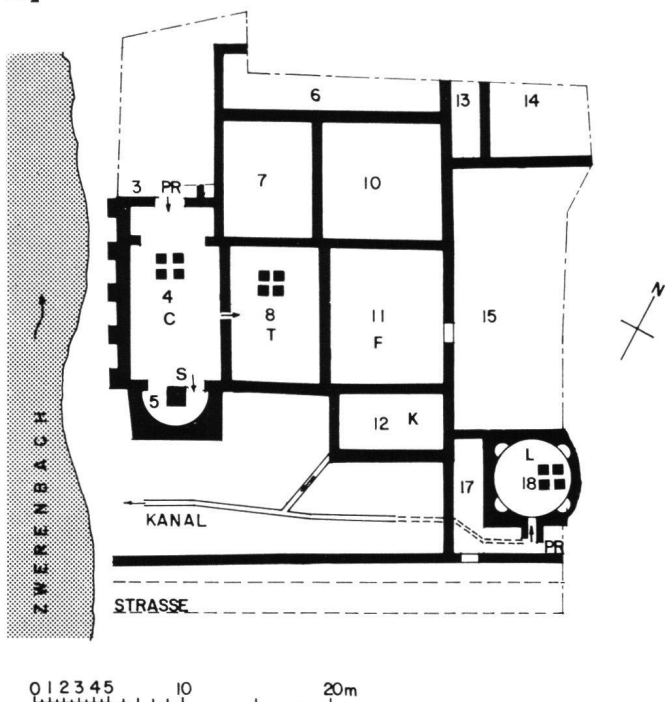 6
13
14
7
10
3
PR
N
4
C
8
T
11
F
15
S
5
12 K
L
18
17
KANAL
PR
ZWERENBACH
STRASSE
0 1 2 3 4 5 10 20m